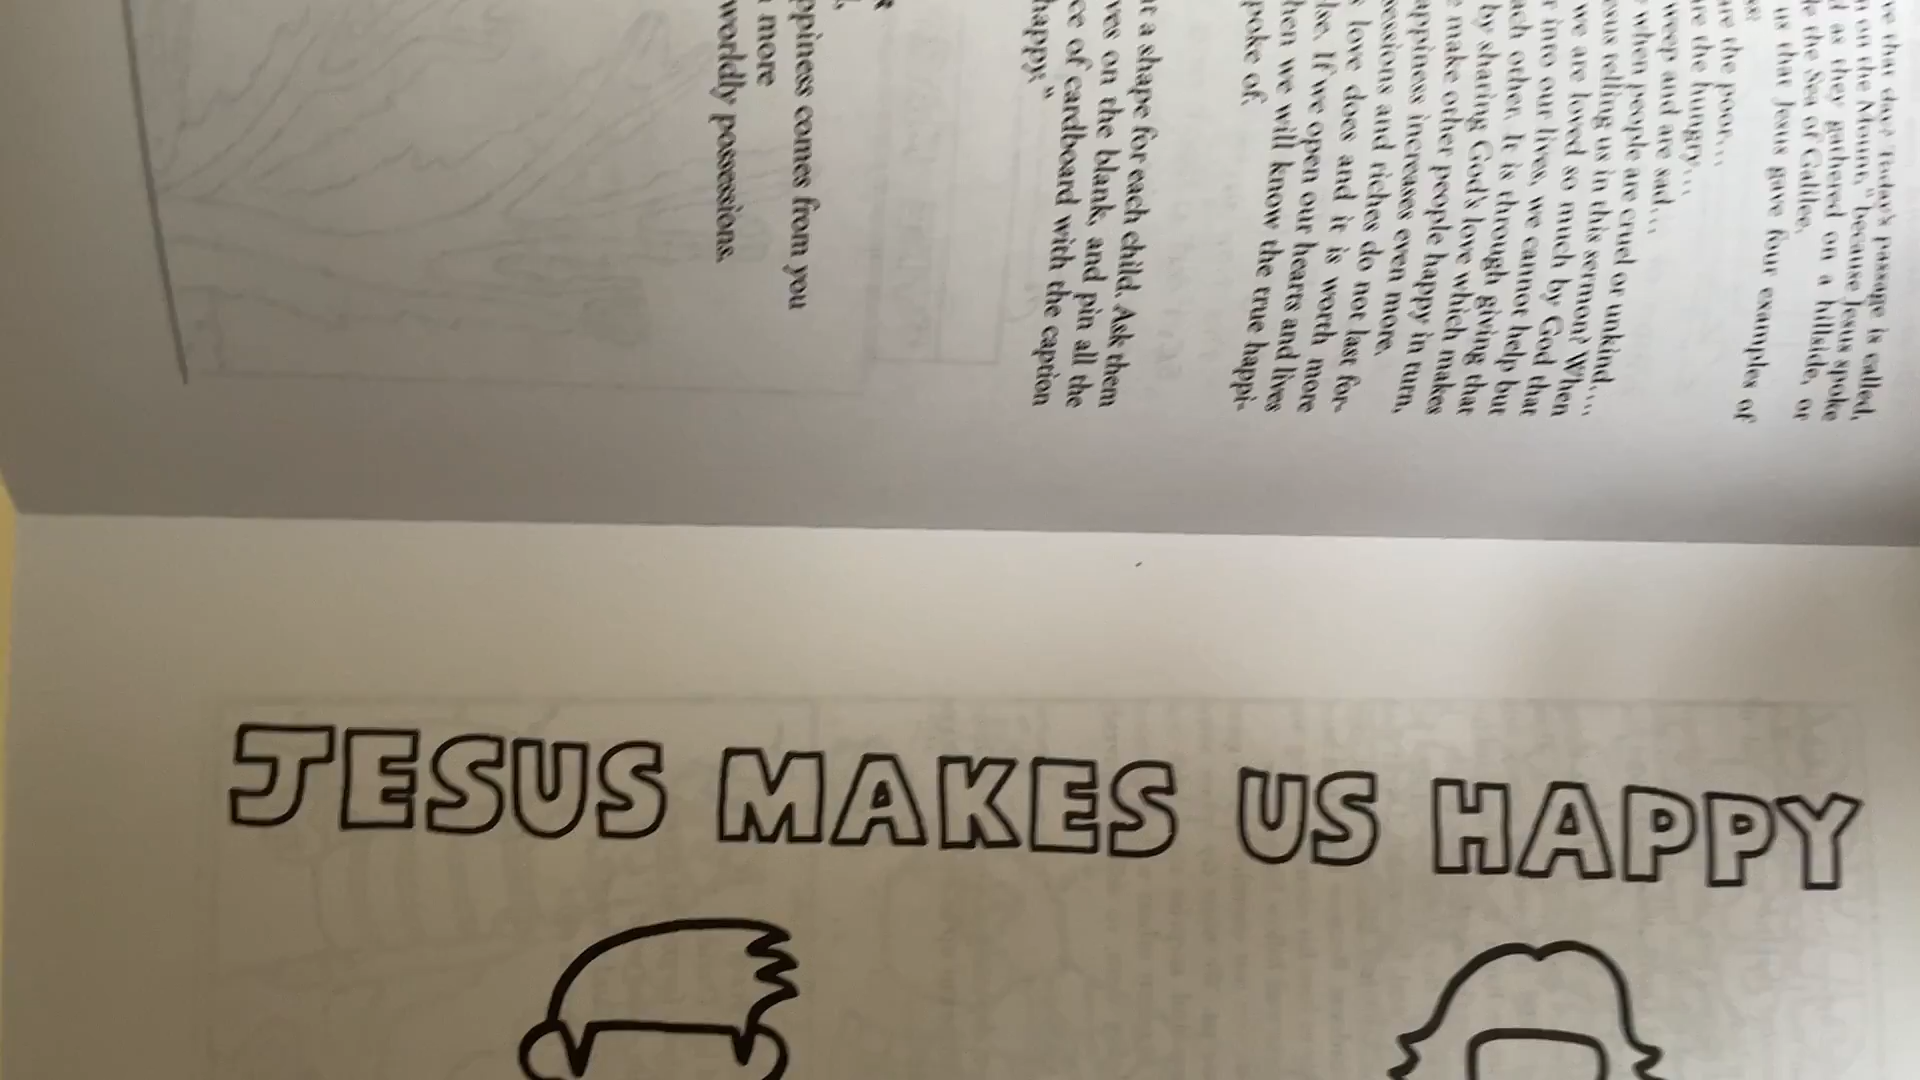 on the Mount," because Jesus spoke
as they gathered on a hillside, or
the Sea of Galilee.
us that Jesus gave four examples of
are the poor...
are the hungry...
weep and are sad...
when people are cruel or unkind...
telling us in this sermon? When
we are loved so much by God that
into our lives, we cannot help but
each other. It is through giving that
by sharing God's love which makes
make other people happy in turn,
happiness increases even more.
and riches do not last for-
love does and it is worth more
If we open our hearts and lives
then we will know the true happi-
spoke of.
a shape for each child. Ask them
on the blank, and pin all the
of cardboard with the caption
happy."
comes from you
more
worldly possessions.
JESUS MAKES US HAPPY